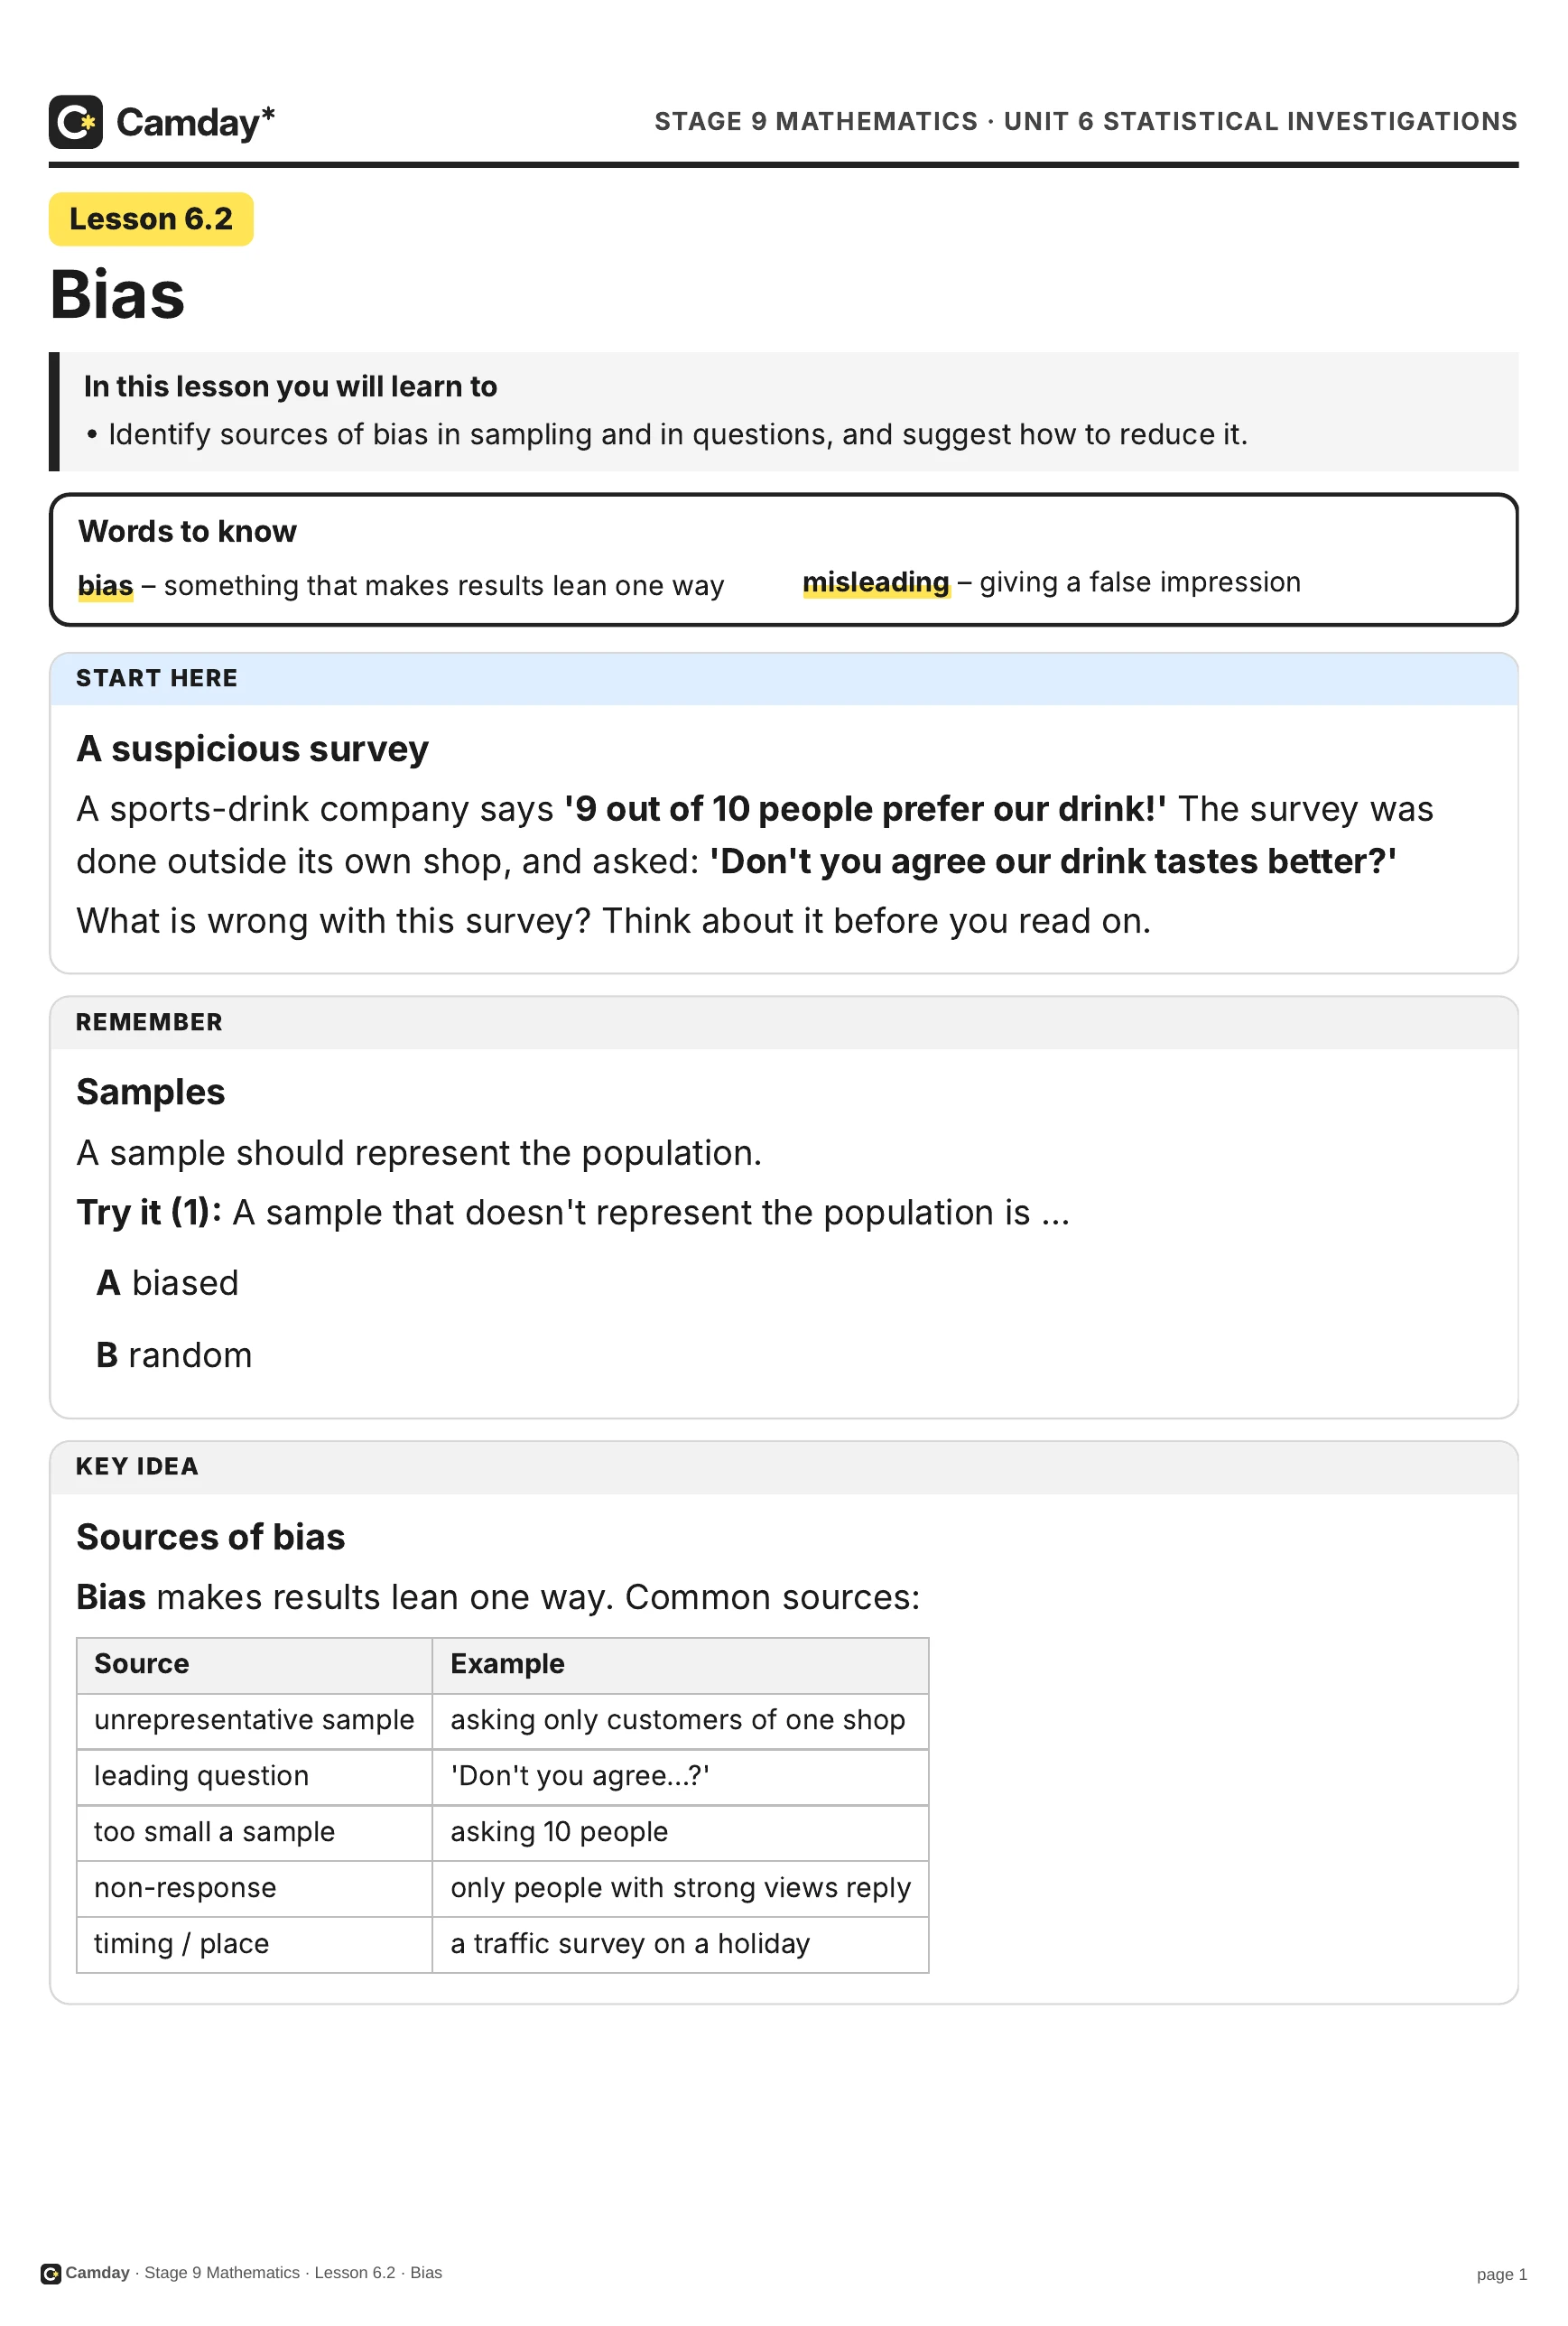 Camday*
STAGE 9 MATHEMATICS · UNIT 6 STATISTICAL INVESTIGATIONS
Lesson 6.2
Bias
In this lesson you will learn to
• Identify sources of bias in sampling and in questions, and suggest how to reduce it.
Words to know
bias – something that makes results lean one way
misleading – giving a false impression
START HERE
A suspicious survey
A sports-drink company says '9 out of 10 people prefer our drink!' The survey was
done outside its own shop, and asked: 'Don't you agree our drink tastes better?'
What is wrong with this survey? Think about it before you read on.
REMEMBER
Samples
A sample should represent the population.
Try it (1): A sample that doesn't represent the population is ...
A biased
B random
KEY IDEA
Sources of bias
Bias makes results lean one way. Common sources:
Source Example
unrepresentative sample asking only customers of one shop
leading question 'Don't you agree...?'
too small a sample asking 10 people
non-response only people with strong views reply
timing / place a traffic survey on a holiday
Camday · Stage 9 Mathematics · Lesson 6.2 · Bias
page 1